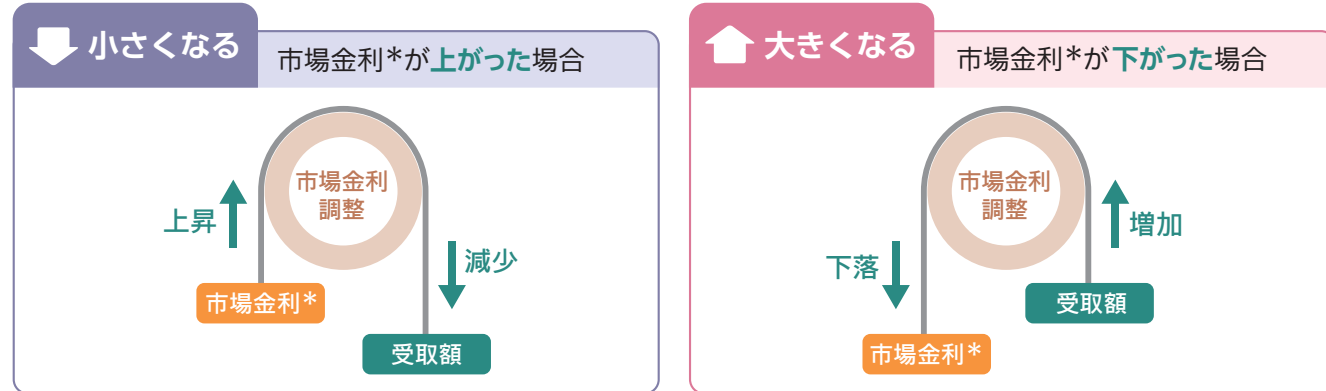 小さくなる
市場金利*が上がった場合
市場金利
調整
上昇
減少
市場金利*
受取額
大きくなる
市場金利*が下がった場合
市場金利
調整
増加
下落
受取額
市場金利*